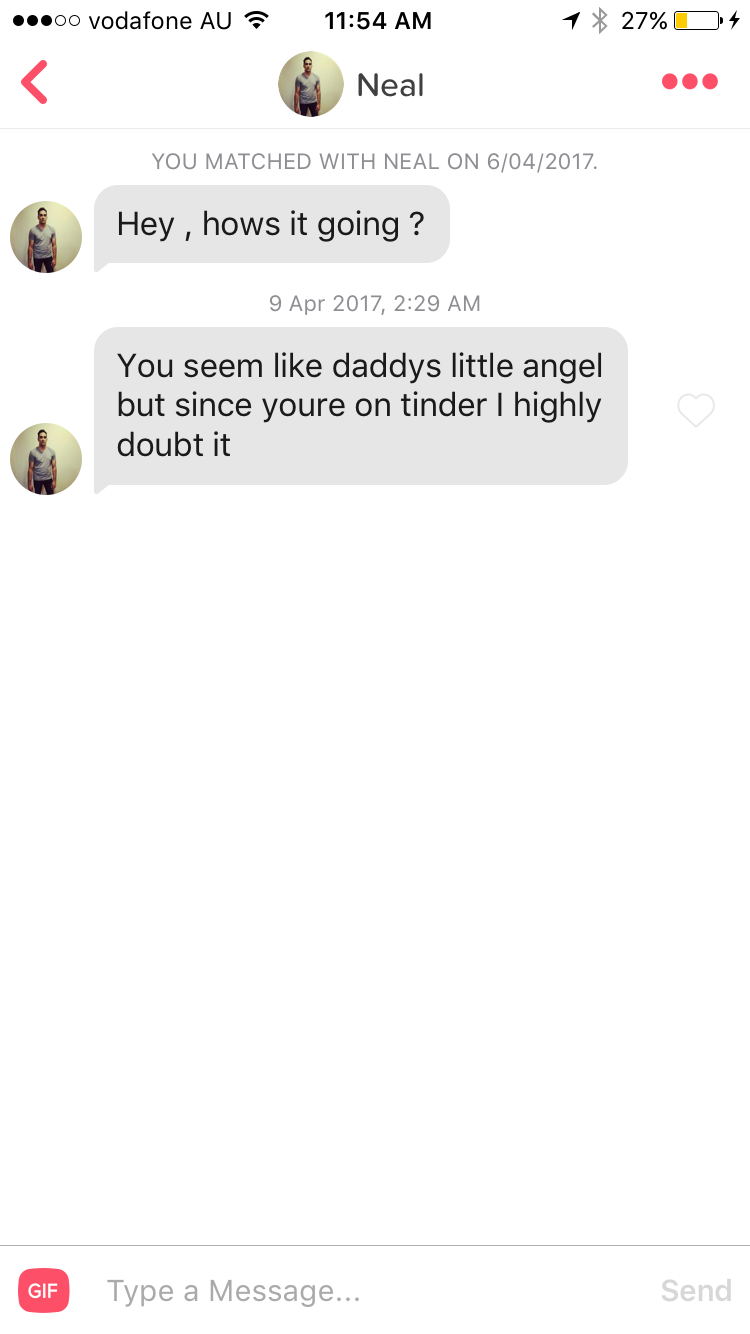 vodafone AU 11:54 AM 27%
Neal
YOU MATCHED WITH NEAL ON 6/04/2017.
Hey , hows it going ?
9 Apr 2017, 2:29 AM
You seem like daddys little angel
but since youre on tinder I highly
doubt it
GIF Type a Message... Send